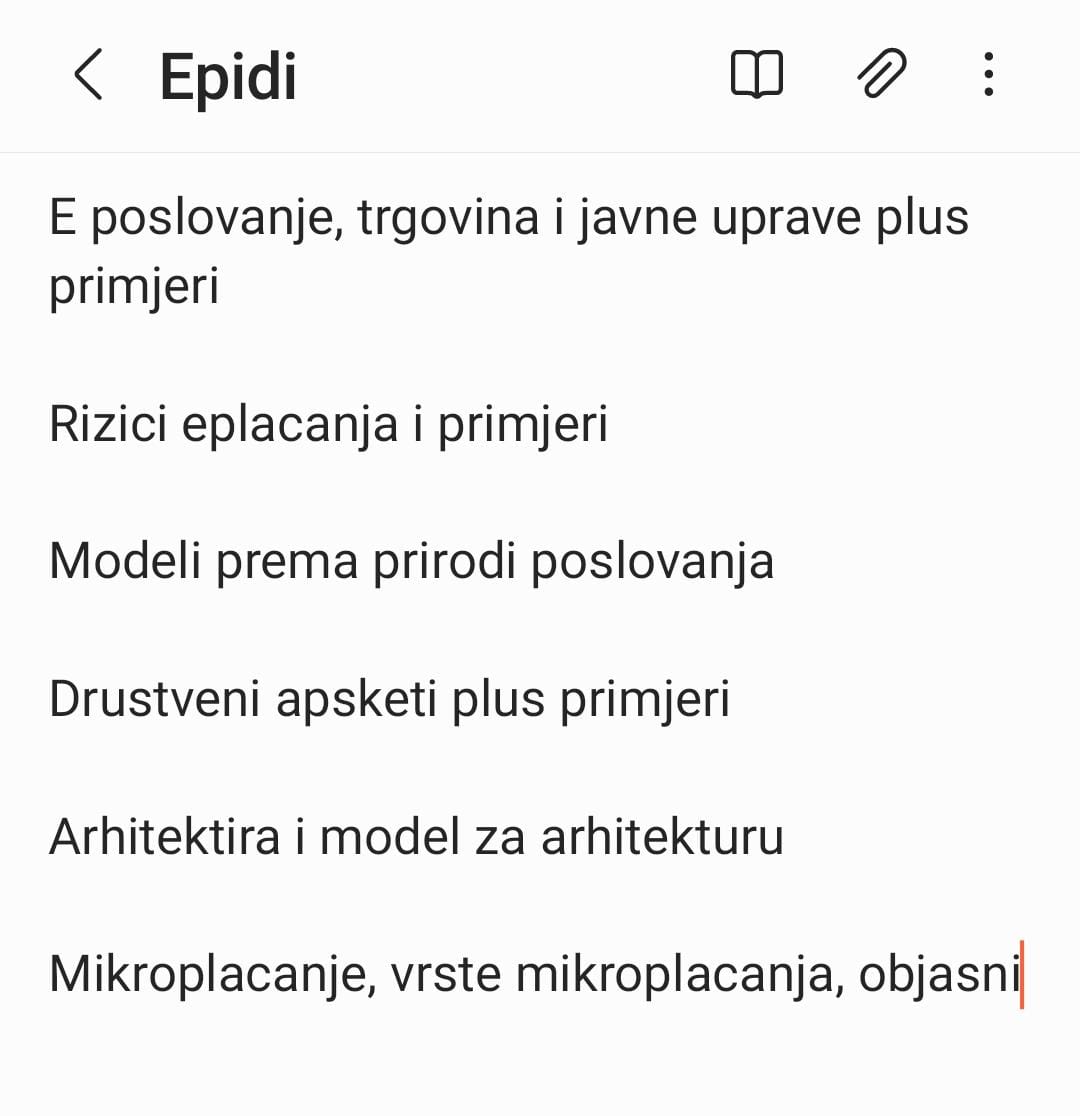 Epidi
E poslovanje, trgovina i javne uprave plus
primjeri
Rizici eplacanja i primjeri
Modeli prema prirodi poslovanja
Drustveni apsketi plus primjeri
Arhitektira i model za arhitekturu
Mikroplacanje, vrste mikroplacanja, objasni